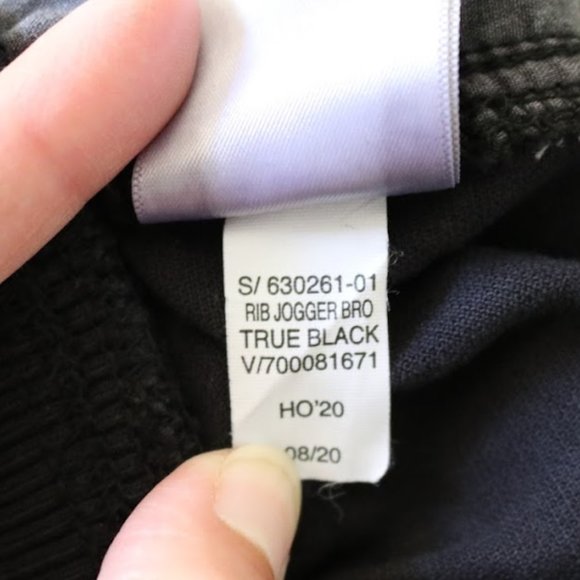 S/ 630261-01
RIB JOGGER BRO
TRUE BLACK
V/700081671
HO'20
08/20